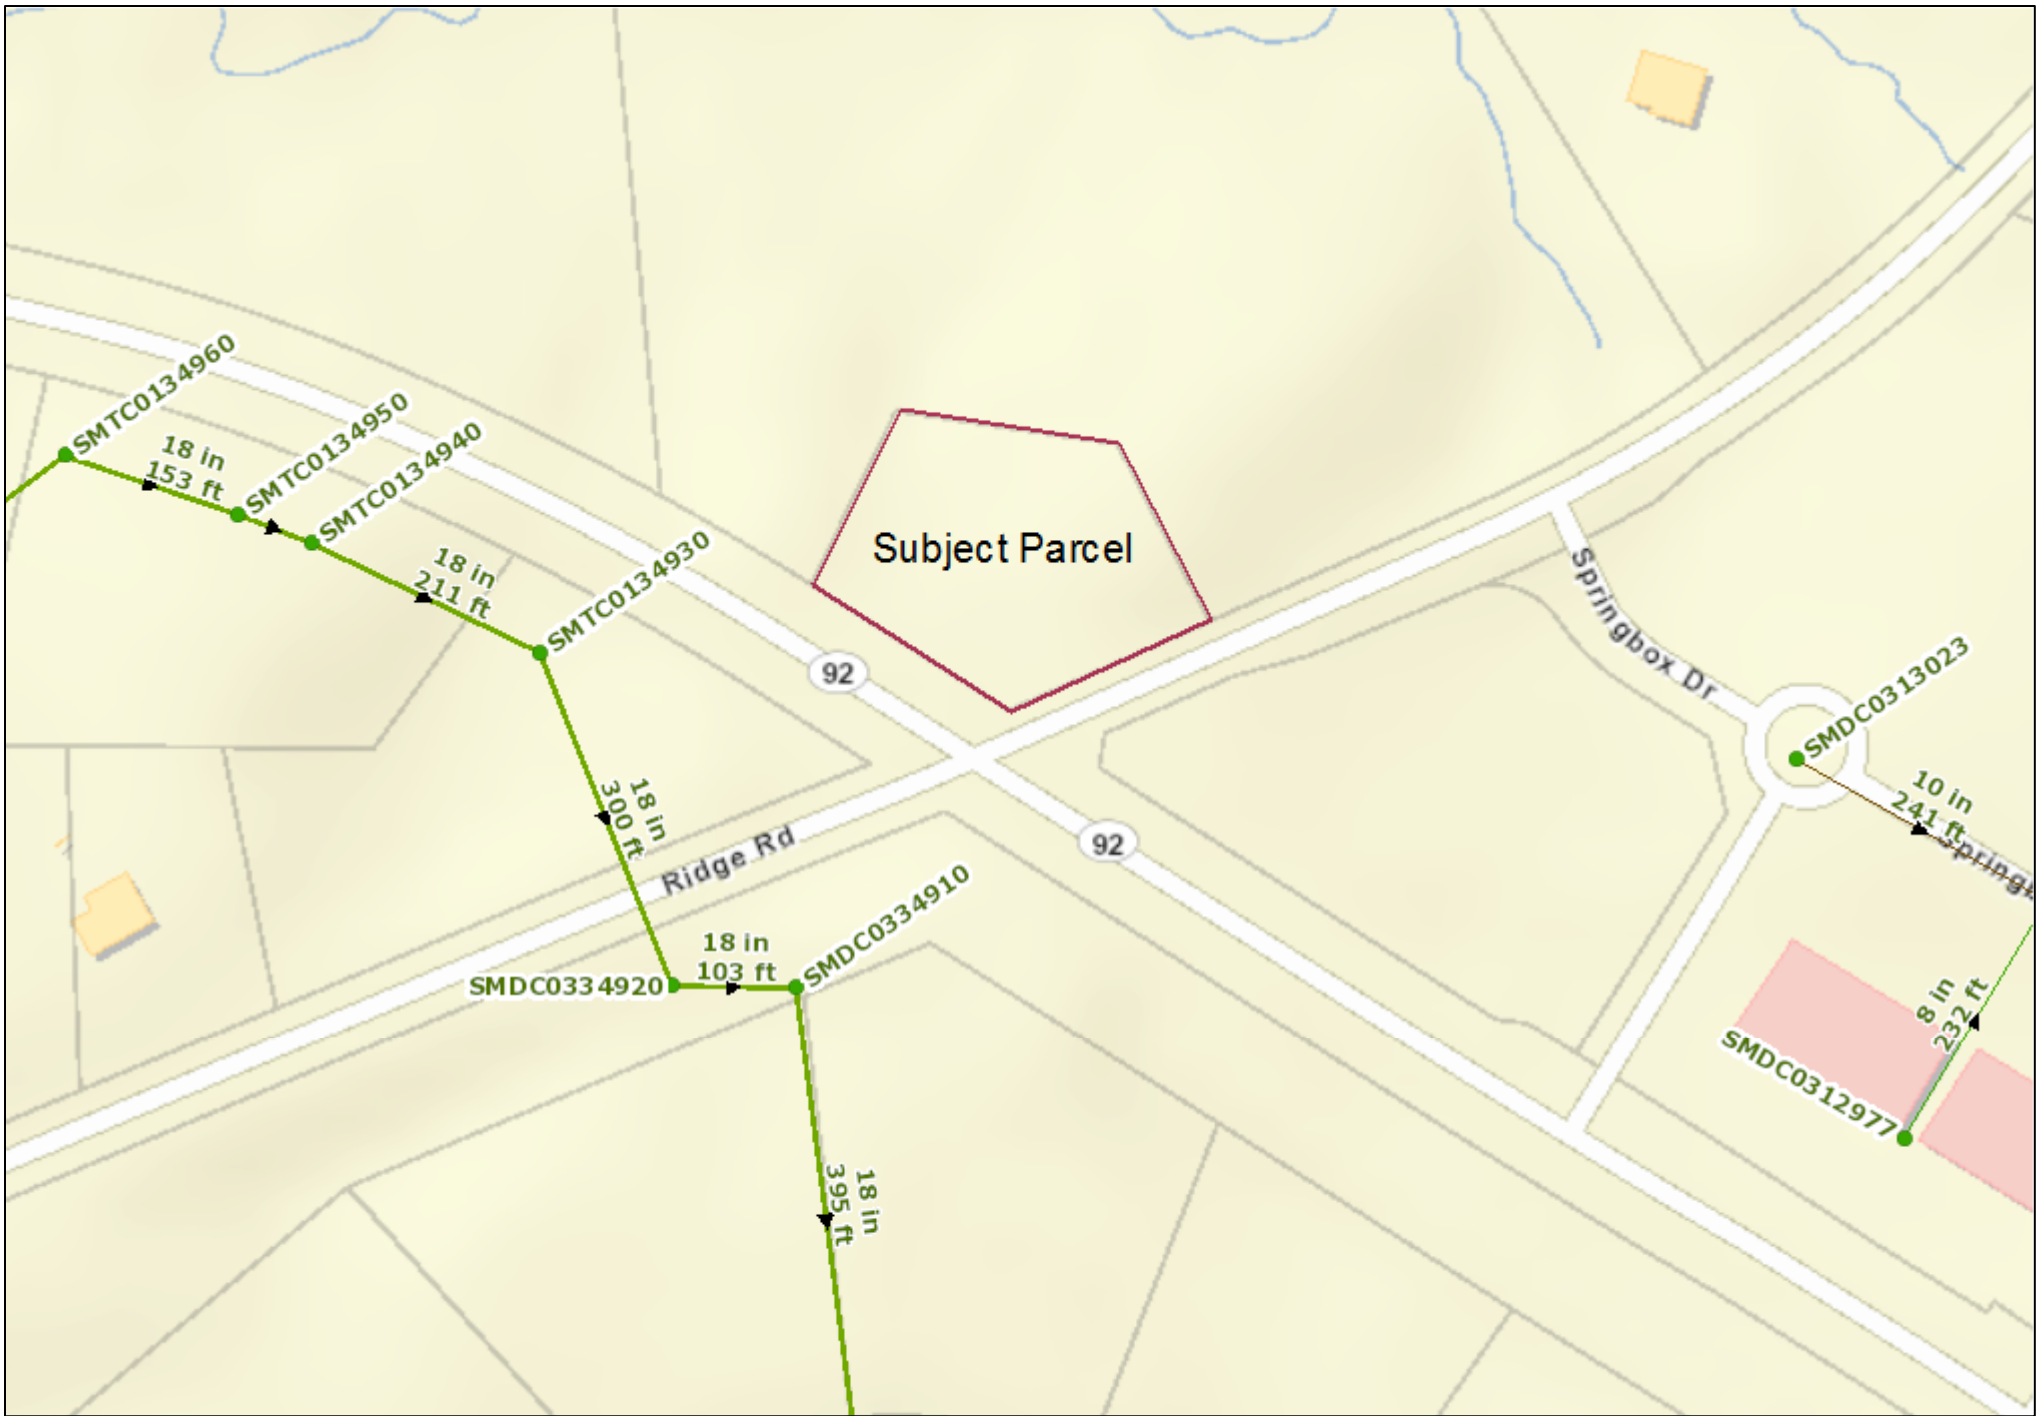 SMTC0134960
18 in
153 ft
SMTC0134950
SMTC0134940
18 in
211 ft
SMTC0134930
Subject Parcel
92
Springbox Dr
SMDC0313023
10 in
241 ft
18 in
300 ft
92
Ridge Rd
SMDC0334910
18 in
103 ft
SMDC0334920
8 in
232 ft
SMDC0312977
18 in
395 ft